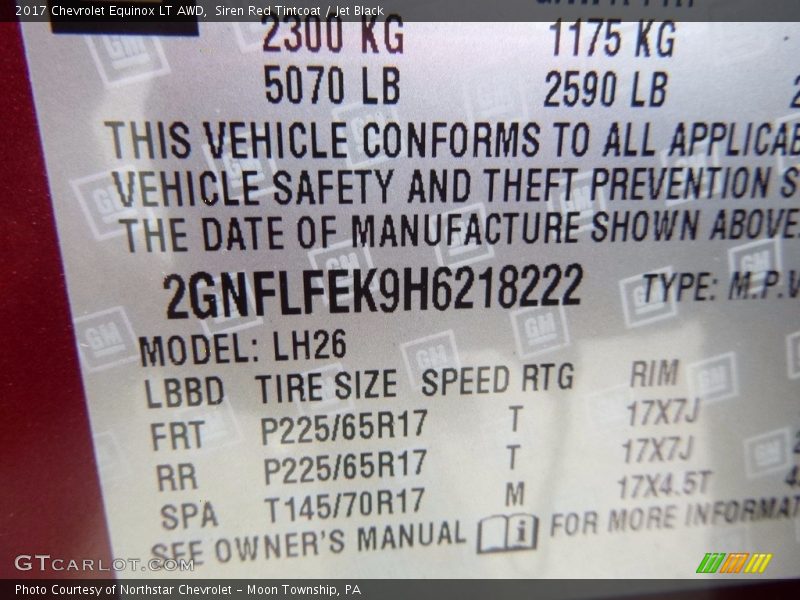 2017 Chevrolet Equinox LT AWD, Siren Red Tintcoat / Jet Black
2300 KG 1175 KG
5070 LB 2590 LB
THIS VEHICLE CONFORMS TO ALL APPLICAB
VEHICLE SAFETY AND THEFT PREVENTION S
THE DATE OF MANUFACTURE SHOWN ABOVE.
2GNFLFEK9H6218222 TYPE: M.P.V
MODEL: LH26
LBBD TIRE SIZE SPEED RTG RIM
FRT P225/65R17 T 17X7J
RR P225/65R17 T 17X7J
SPA T145/70R17 M 17X4.5T
SEE OWNER'S MANUAL FOR MORE INFORMAT
GTCARLOT.COM
Photo Courtesy of Northstar Chevrolet - Moon Township, PA